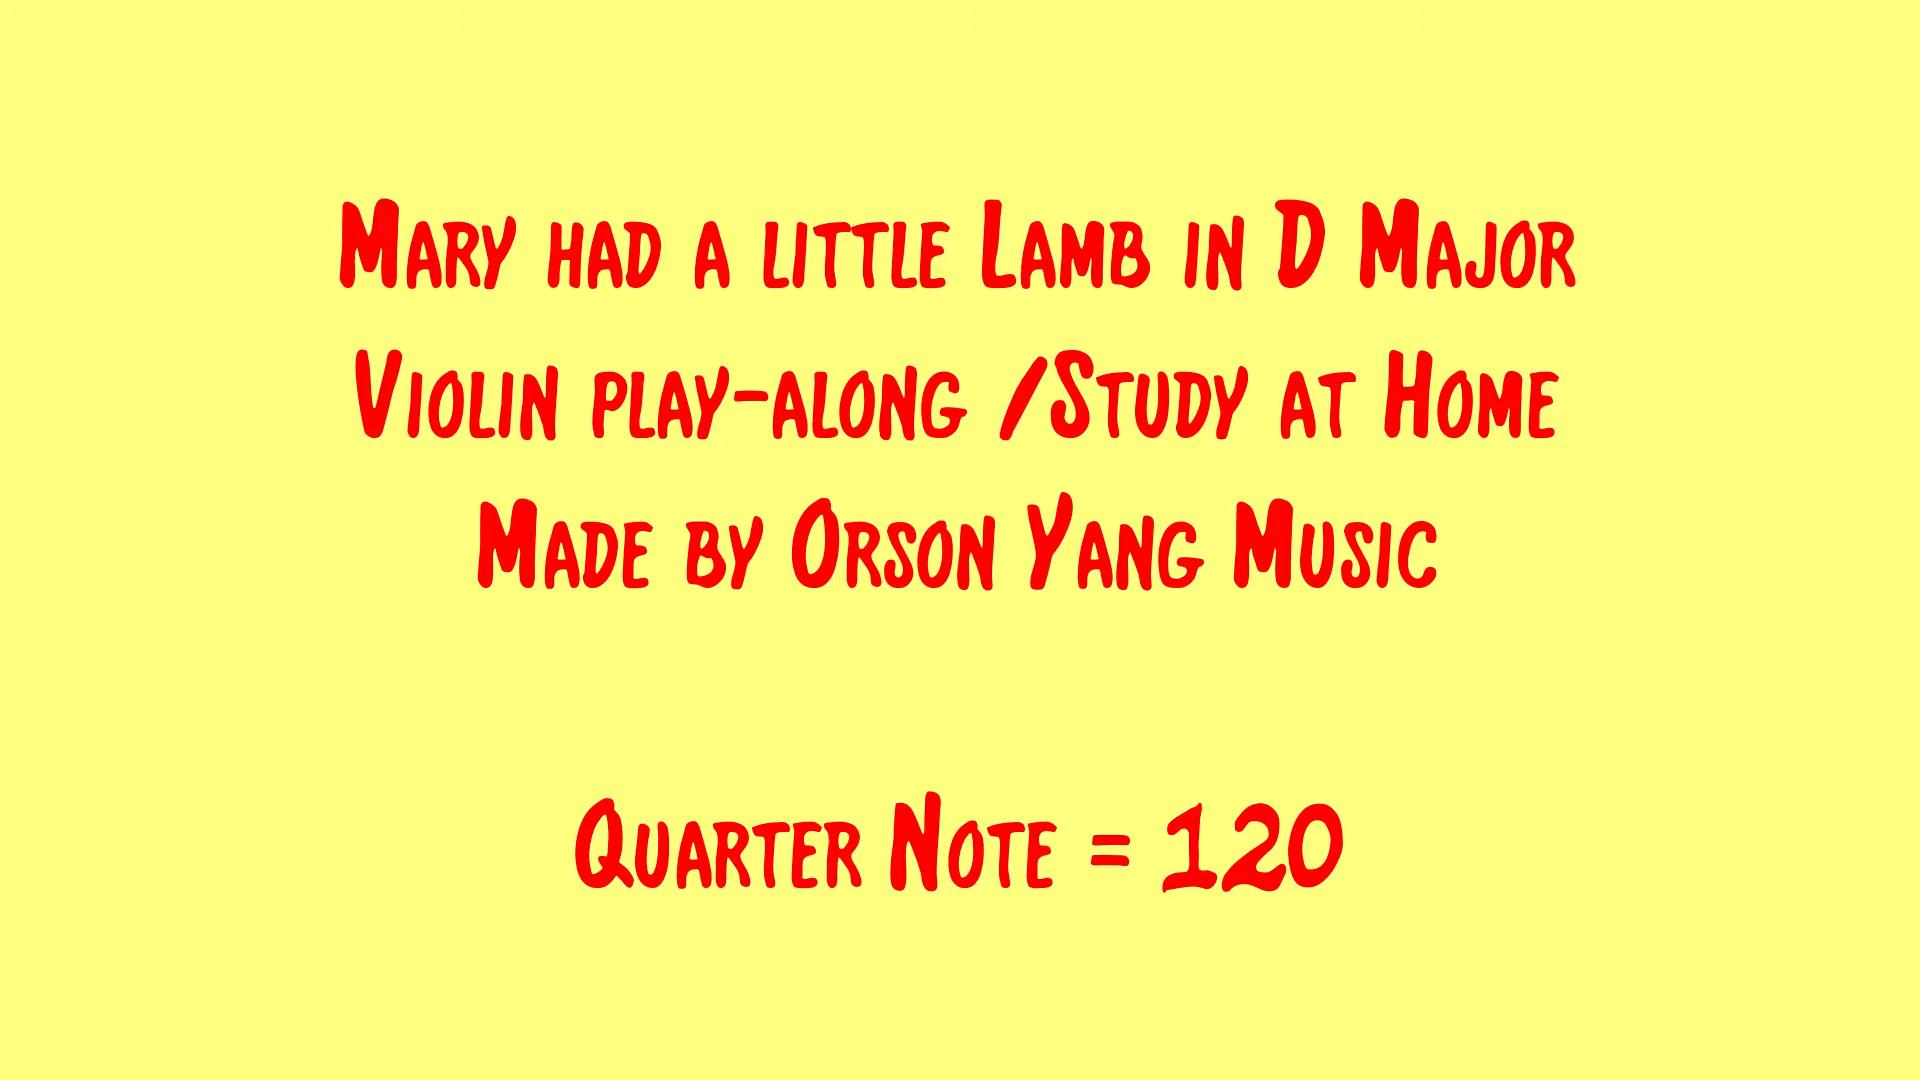 Mary had a little Lamb in D Major
Violin play-along /Study at Home
Made by Orson Yang Music
Quarter Note = 120